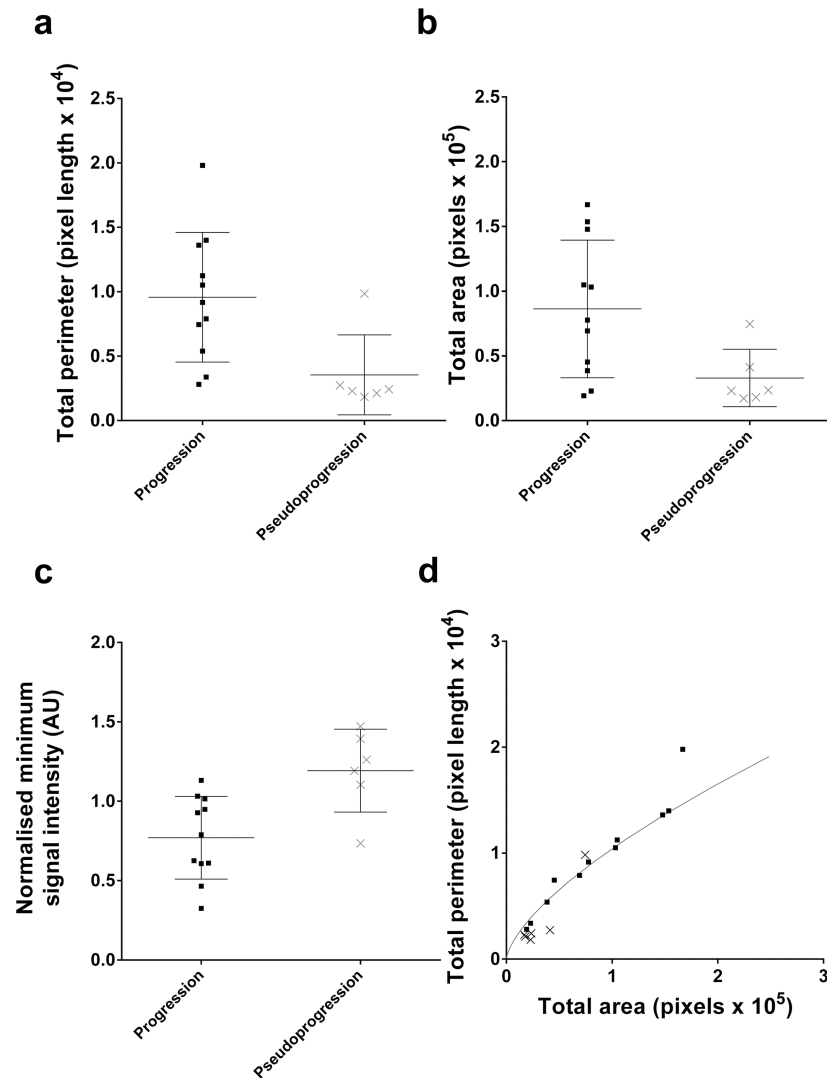 a
Total perimeter (pixel length x 10⁴)
2.5
2.0
1.5
1.0
0.5
0.0
Progression
Pseudoprogression
b
Total area (pixels x 10⁵)
2.5
2.0
1.5
1.0
0.5
0.0
Progression
Pseudoprogression
c
Normalised minimum
signal intensity (AU)
2.0
1.5
1.0
0.5
0.0
Progression
Pseudoprogression
d
Total perimeter (pixel length x 10⁴)
3
2
1
0
0 1 2 3
Total area (pixels x 10⁵)